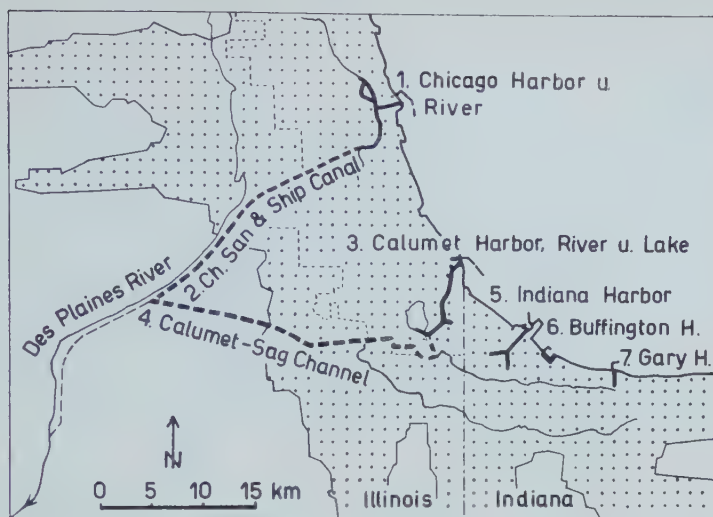 1. Chicago Harbor u.
River
2. Ch. San & Ship Canal
3. Calumet Harbor, River u. Lake
Des Plaines River
5. Indiana Harbor
6. Buffington H.
4. Calumet-Sag Channel
7. Gary H.
N
0 5 10 15 km
Illinois
Indiana